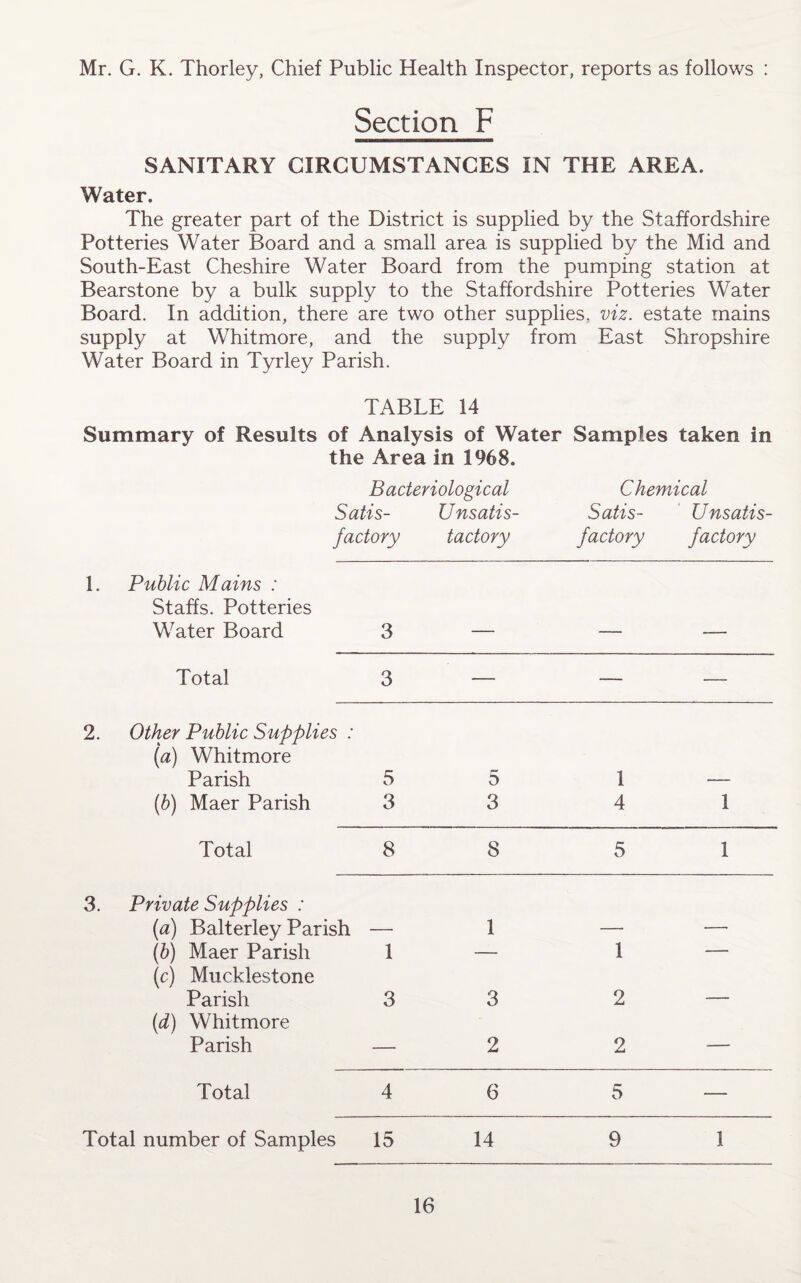 Mr. G. K. Thorley, Chief Public Health Inspector, reports as follows :
Section F
SANITARY CIRCUMSTANCES IN THE AREA.
Water.
The greater part of the District is supplied by the Staffordshire
Potteries Water Board and a small area is supplied by the Mid and
South-East Cheshire Water Board from the pumping station at
Bearstone by a bulk supply to the Staffordshire Potteries Water
Board. In addition, there are two other supplies, viz. estate mains
supply at Whitmore, and the supply from East Shropshire
Water Board in Tyrley Parish.
TABLE 14
Summary of Results of Analysis of Water Samples taken in
the Area in 1968.
Bacteriological Chemical
Satis- Unsatis- Satis- Unsatis-
factory tactory factory factory
1. Public Mains :
Staffs. Potteries
Water Board 3 — — —
Total 3 — — —
2. Other Public Supplies :
(a) Whitmore
Parish 5 5 1 —
(b) Maer Parish 3 3 4 1
Total 8 8 5 1
3. Private Supplies :
(a) Balterley Parish — 1 — —
(b) Maer Parish 1 — 1 —
(c) Mucklestone
Parish 3 3 2 —
(d) Whitmore
Parish — 2 2 —
Total 4 6 5 —
Total number of Samples 15 14 9 1
16